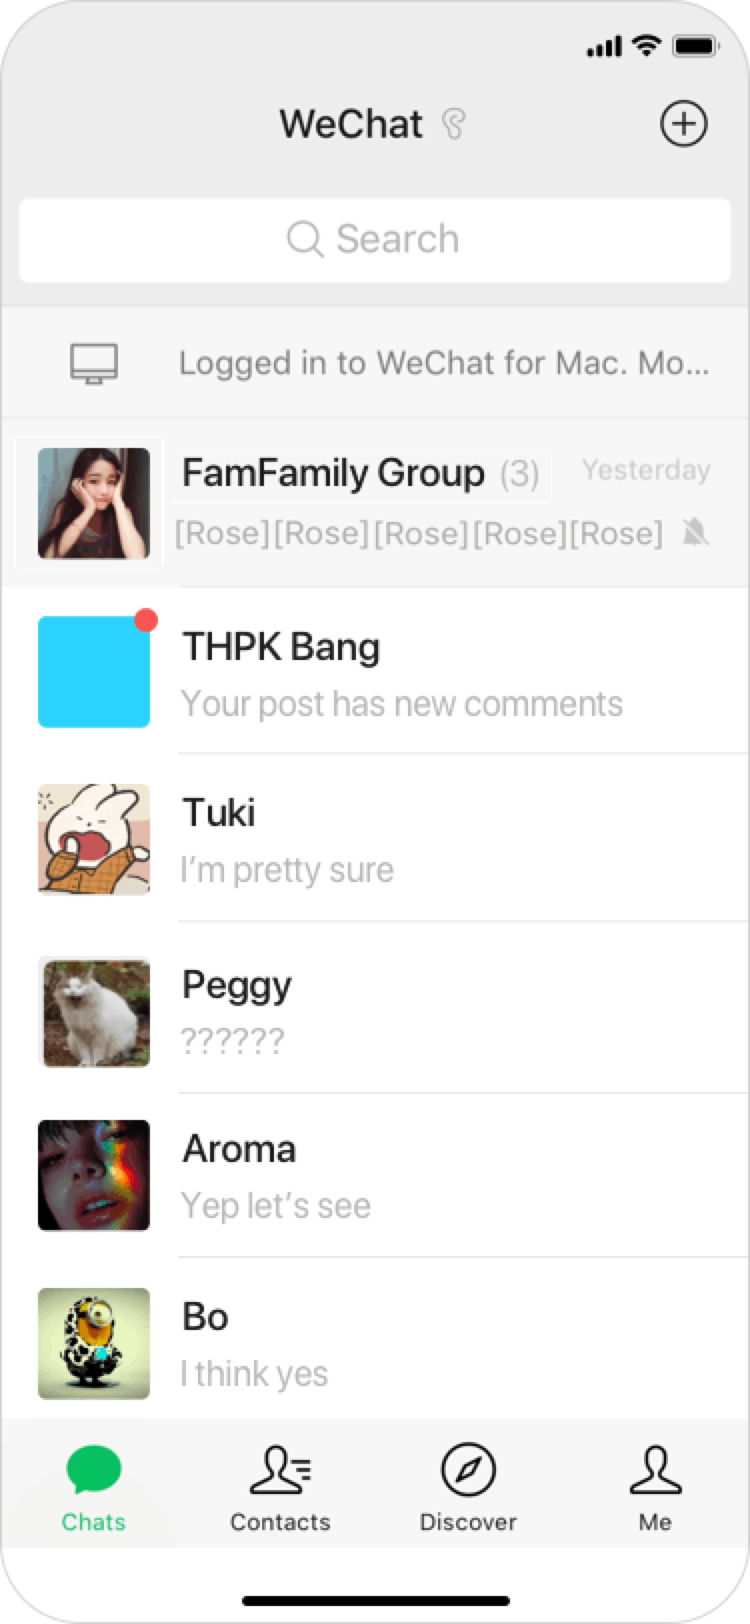 WeChat
Search
Logged in to WeChat for Mac. Mo...
FamFamily Group (3)
Yesterday
[Rose][Rose][Rose][Rose][Rose]
THPK Bang
Your post has new comments
Tuki
I’m pretty sure
Peggy
??????
Aroma
Yep let’s see
Bo
I think yes
Chats
Contacts
Discover
Me